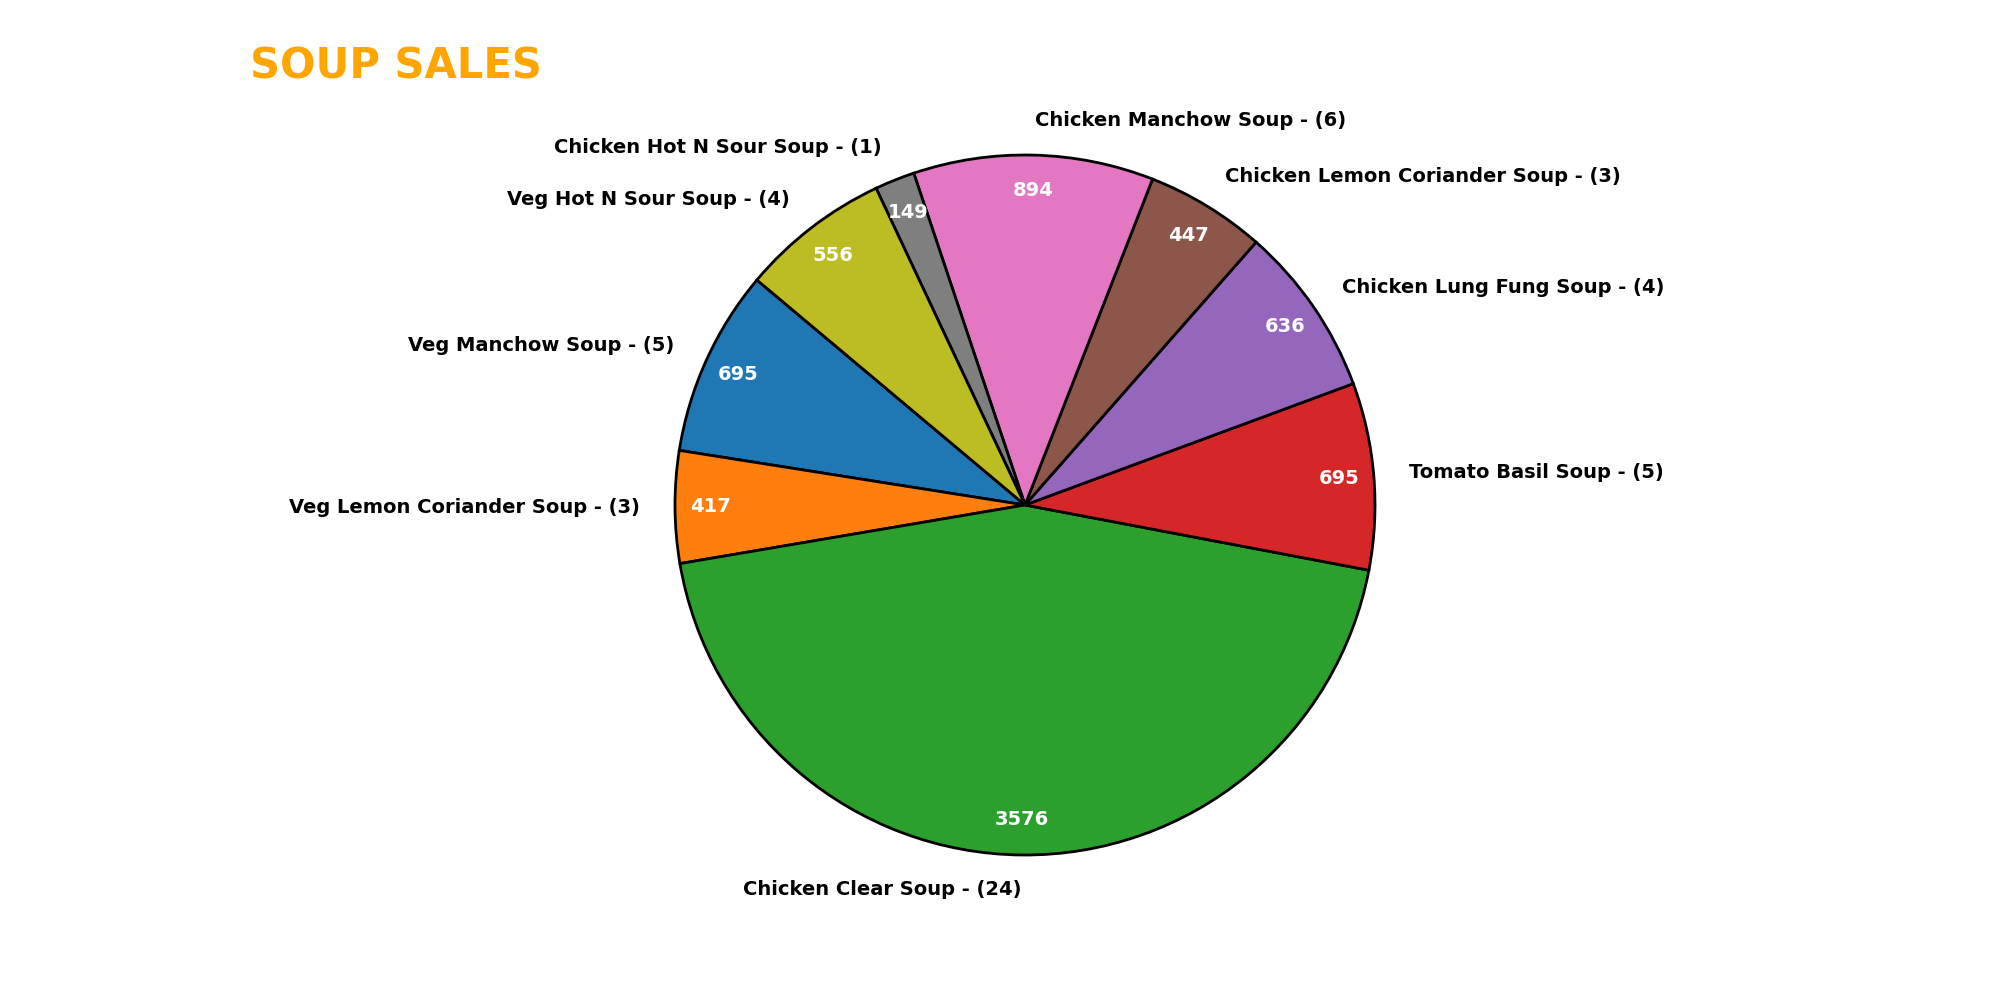 SOUP SALES
Chicken Manchow Soup - (6)
Chicken Hot N Sour Soup - (1)
Chicken Lemon Coriander Soup - (3)
894
Veg Hot N Sour Soup - (4)
149
447
556
Chicken Lung Fung Soup - (4)
636
Veg Manchow Soup - (5)
695
Tomato Basil Soup - (5)
695
Veg Lemon Coriander Soup - (3)
417
3576
Chicken Clear Soup - (24)